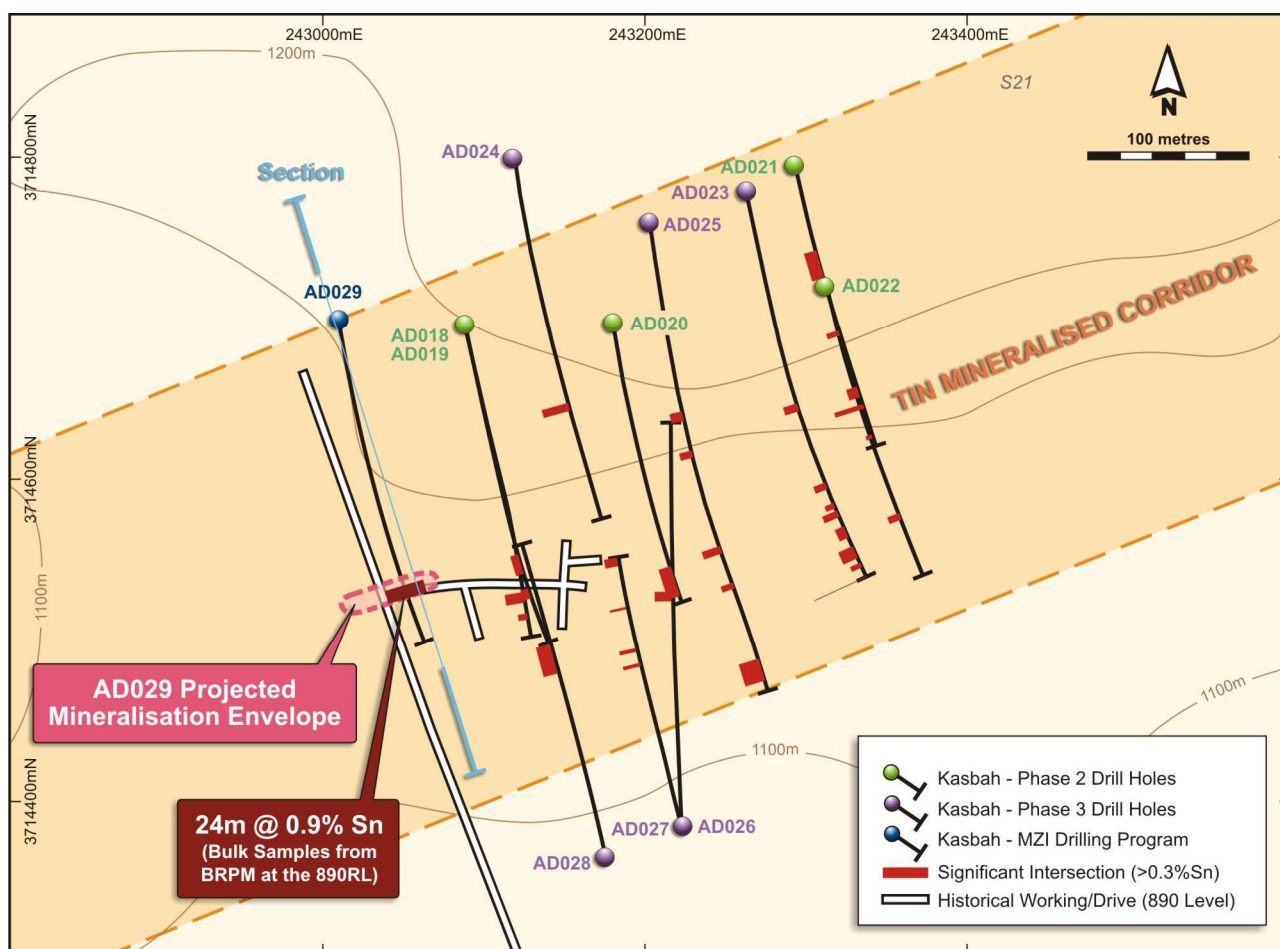 243000mE
243200mE
243400mE
1200m
S21
N
100 metres
3714800mN
AD024
AD021
AD023
Section
AD025
AD029
AD022
AD018
AD019
AD020
TIN MINERALISED CORRIDOR
3714600mN
1100m
AD029 Projected
Mineralisation Envelope
1100m
1100m
3714400mN
24m @ 0.9% Sn
(Bulk Samples from
BRPM at the 890RL)
AD027
AD026
AD028
Kasbah - Phase 2 Drill Holes
Kasbah - Phase 3 Drill Holes
Kasbah - MZI Drilling Program
Significant Intersection (>0.3%Sn)
Historical Working/Drive (890 Level)